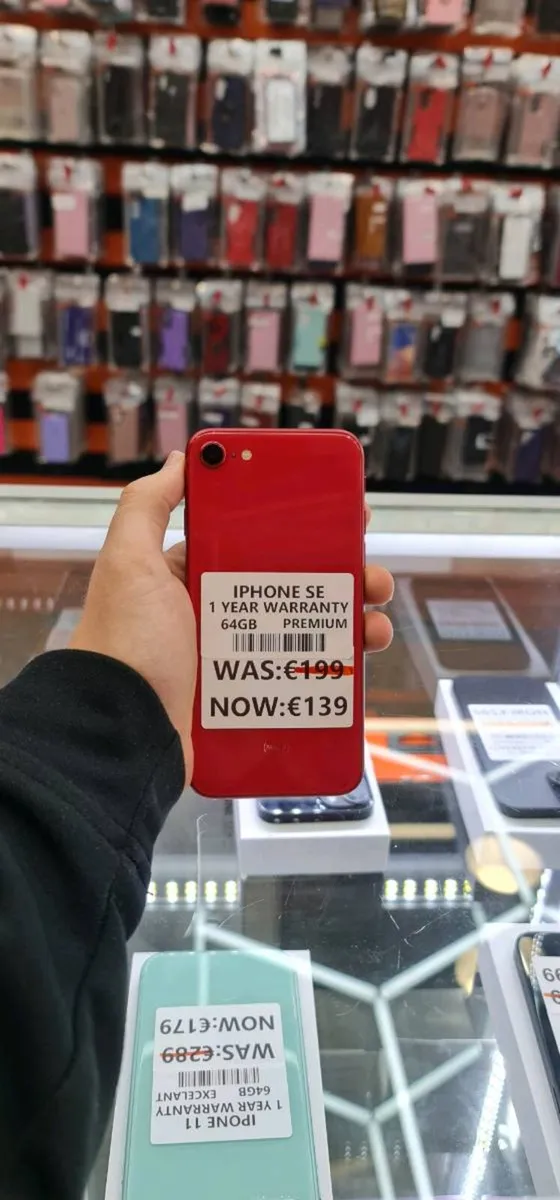 IPHONE SE
1 YEAR WARRANTY
64GB PREMIUM
WAS:€199
NOW:€139
IPONE 11
1 YEAR WARRANTY
64GB EXCELANT
WAS:€289
NOW:€179